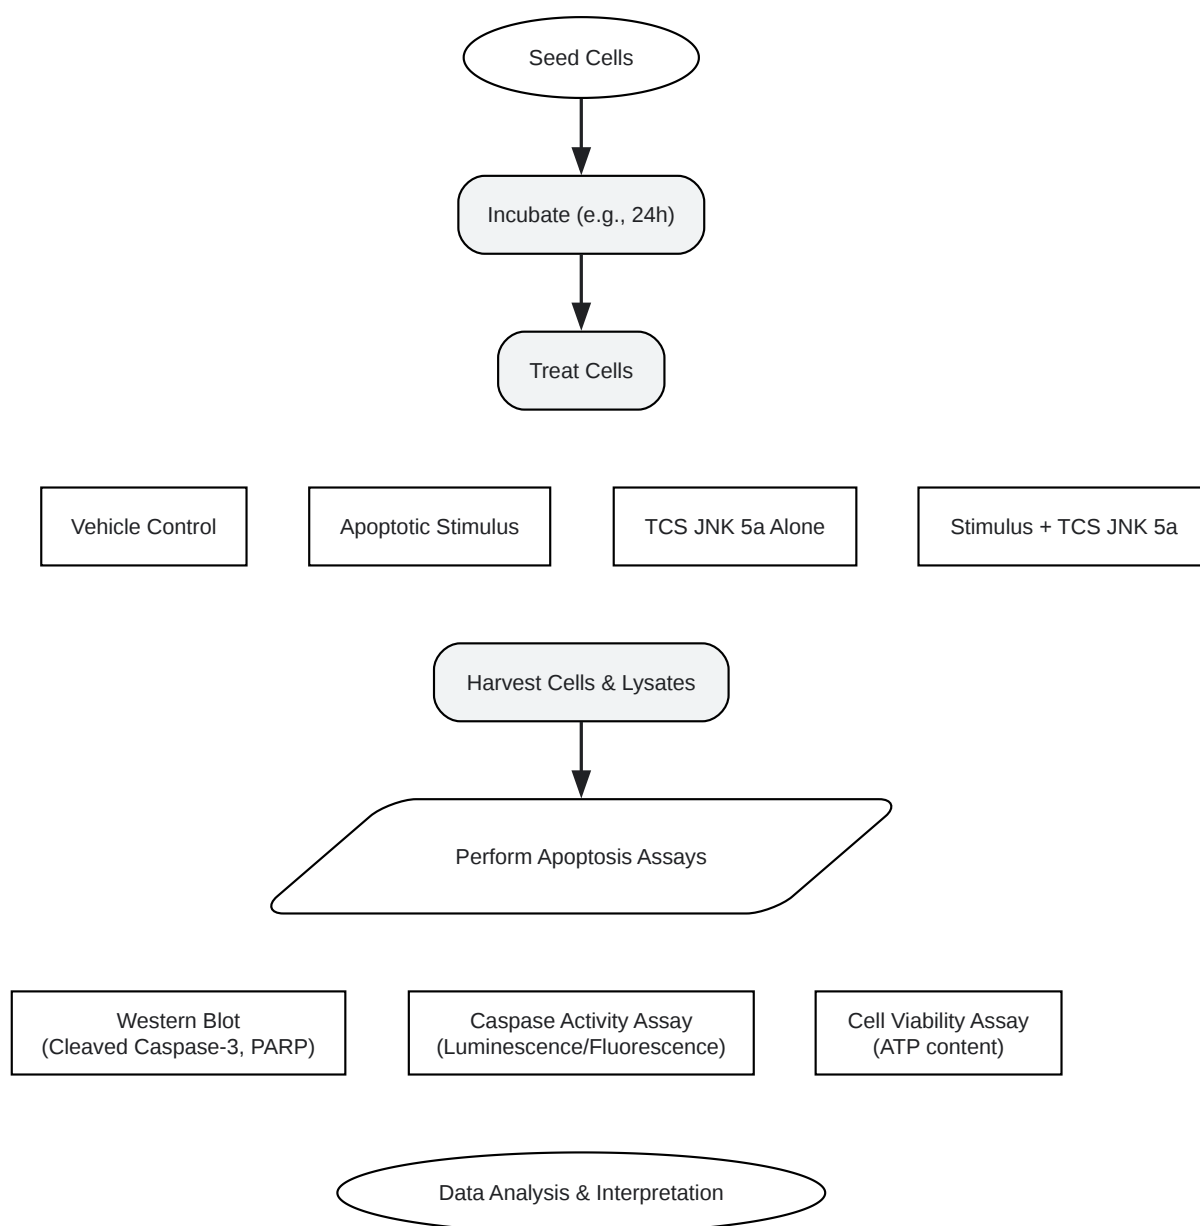 Seed Cells
Incubate (e.g., 24h)
Treat Cells
Vehicle Control
Apoptotic Stimulus
TCS JNK 5a Alone
Stimulus + TCS JNK 5a
Harvest Cells & Lysates
Perform Apoptosis Assays
Western Blot
(Cleaved Caspase-3, PARP)
Caspase Activity Assay
(Luminescence/Fluorescence)
Cell Viability Assay
(ATP content)
Data Analysis & Interpretation